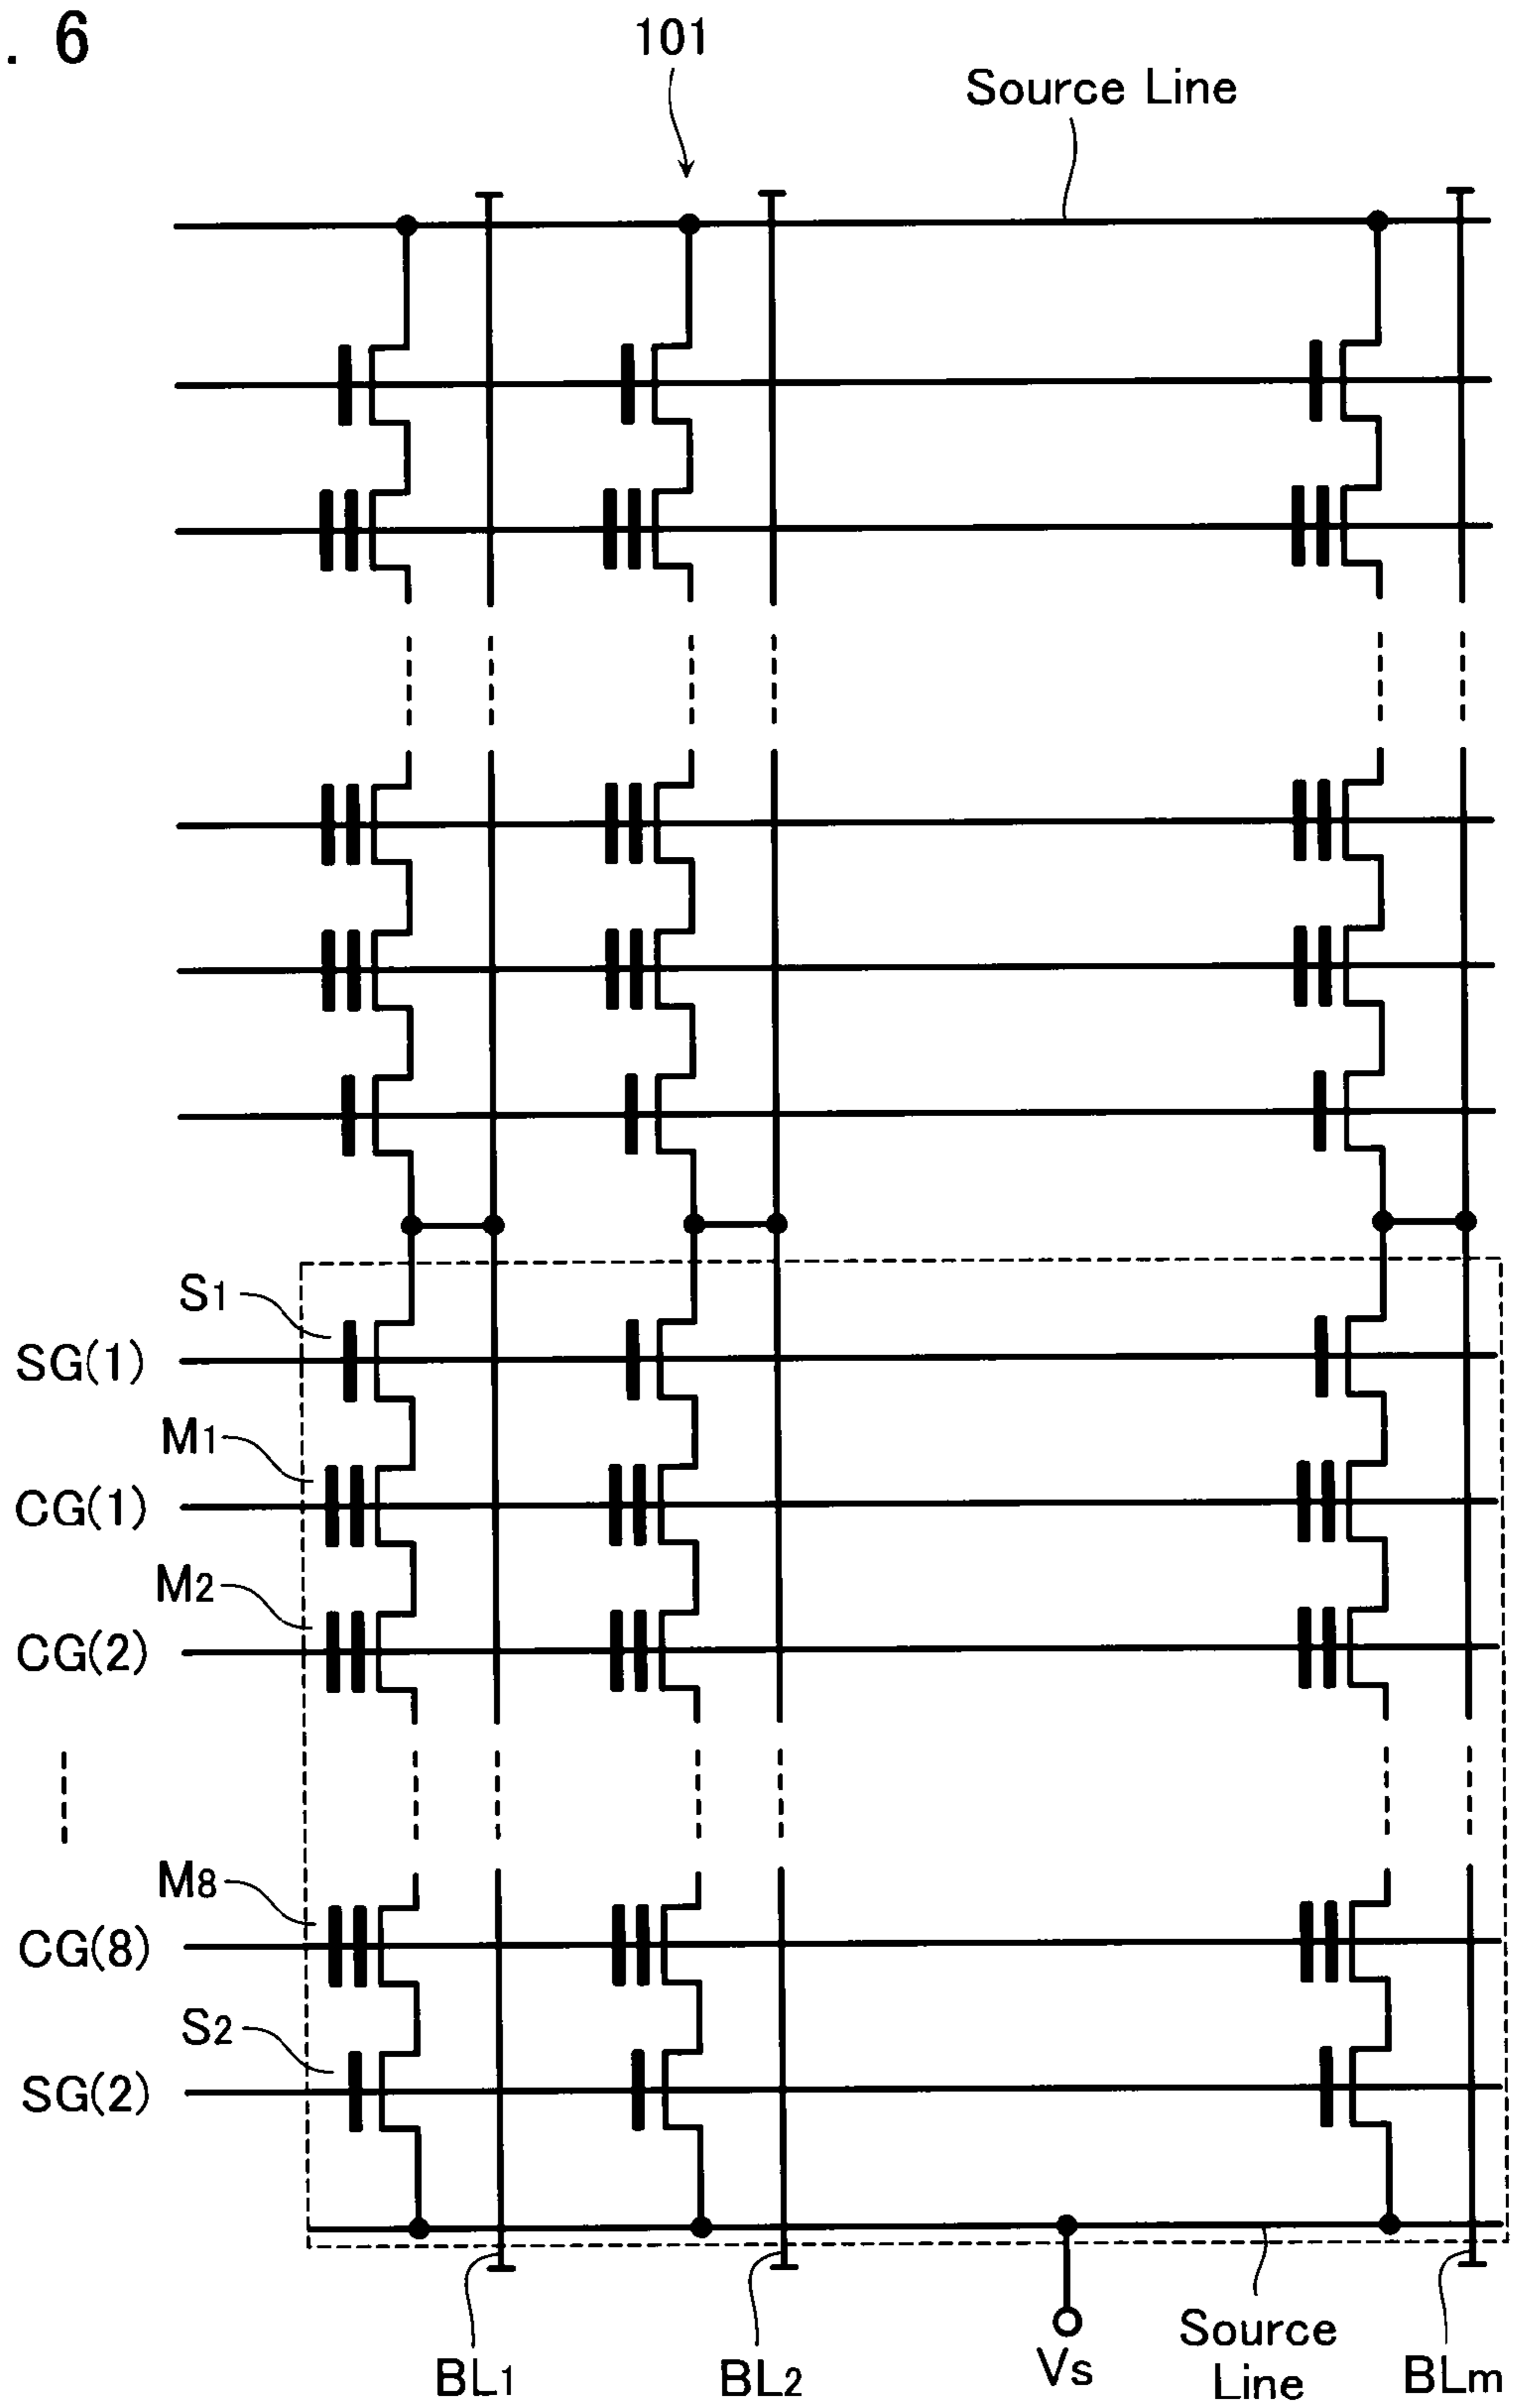 . 6
101
Source Line
S1
SG(1)
M1
CG(1)
M2
CG(2)
M8
CG(8)
S2
SG(2)
BL1
BL2
Vs
Source
Line
BLm